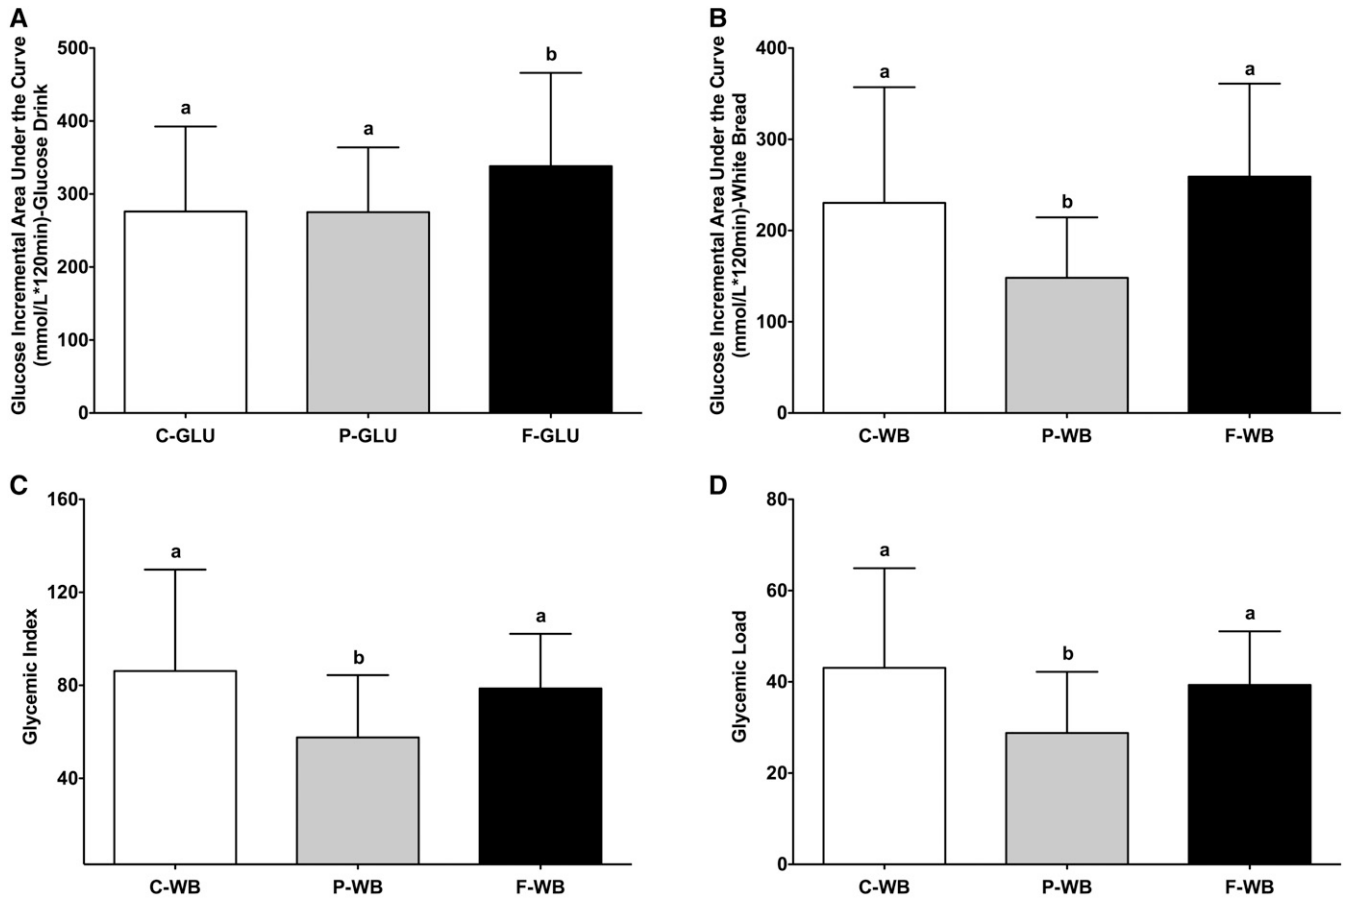 A
Glucose Incremental Area Under the Curve
(mmol/L*120min)-Glucose Drink
500
400
300
200
100
0
a
a
b
C-GLU
P-GLU
F-GLU
B
Glucose Incremental Area Under the Curve
(mmol/L*120min)-White Bread
400
300
200
100
0
a
b
a
C-WB
P-WB
F-WB
C
Glycemic Index
160
120
80
40
a
b
a
C-WB
P-WB
F-WB
D
Glycemic Load
80
60
40
20
0
a
b
a
C-WB
P-WB
F-WB